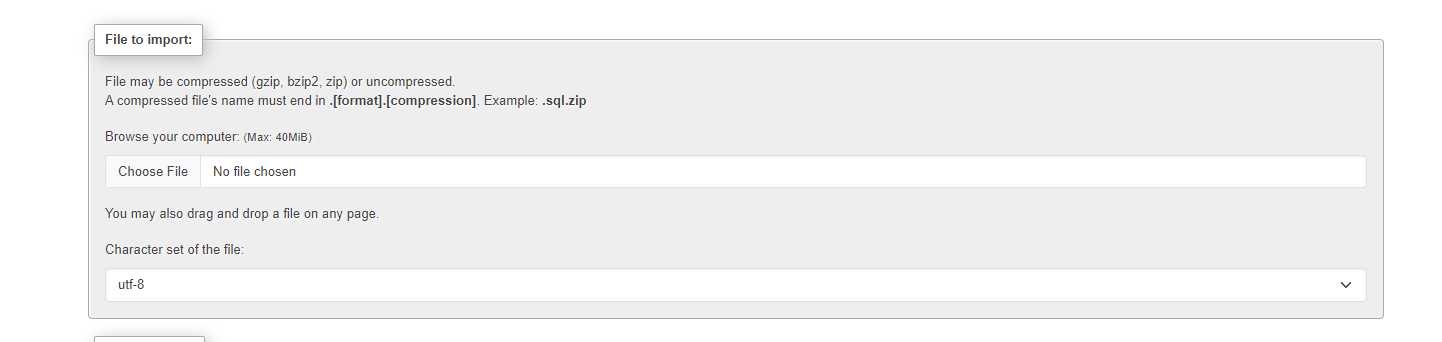 File to import:
File may be compressed (gzip, bzip2, zip) or uncompressed.
A compressed file's name must end in .[format].[compression]. Example: .sql.zip
Browse your computer: (Max: 40MiB)
Choose File No file chosen
You may also drag and drop a file on any page.
Character set of the file:
utf-8